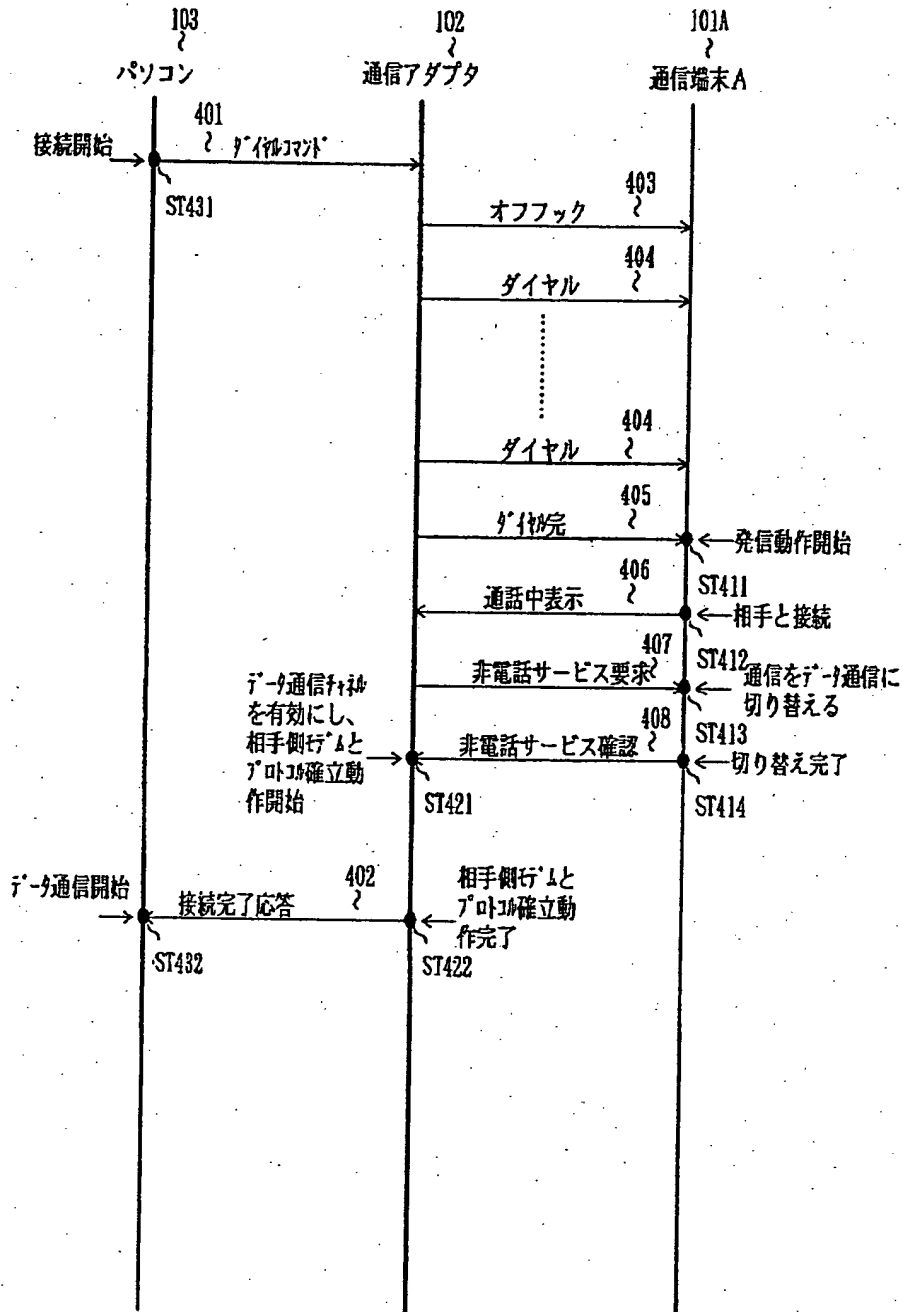 103
102
101A
パソコン
通信アダプタ
通信端末A
401
接続開始
ダイヤルコマンド
ST431
403
オフフック
404
ダイヤル
404
ダイヤル
405
ダイヤル完
発信動作開始
406
ST411
通話中表示
相手と接続
407
ST412
非電話サービス要求
通信をデータ通信に
切り替える
データ通信チャネル
を有効にし、
相手側モデムと
プロトコル確立動
作開始
408
ST413
非電話サービス確認
切り替え完了
ST421
ST414
データ通信開始
402
接続完了応答
相手側モデムと
プロトコル確立動
作完了
ST432
ST422